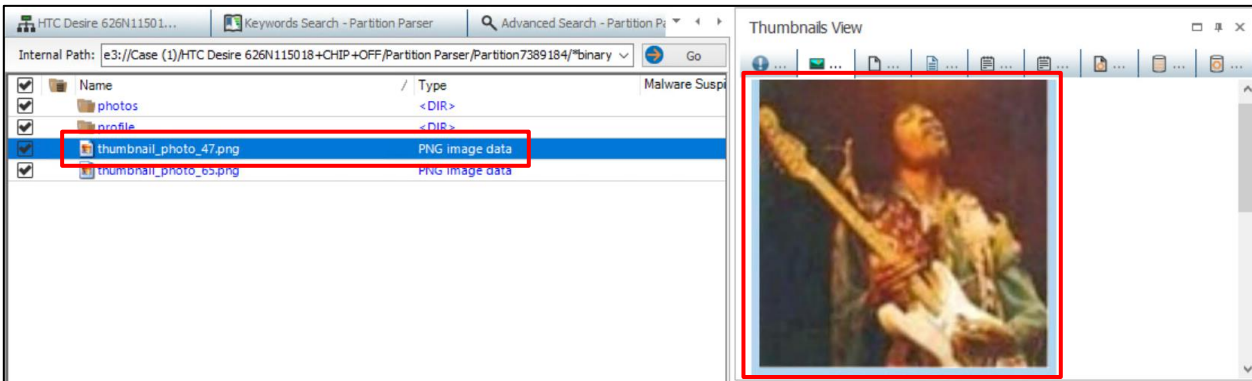 HTC Desire 626N11501...
Keywords Search - Partition Parser
Advanced Search - Partition Pa
Thumbnails View
Internal Path: e3://Case (1)/HTC Desire 626N115018+CHIP+OFF/Partition Parser/Partition7389184/*binary
Go
... ... ... ... ... ... ... ... ...
Name / Type Malware Suspi
photos <DIR>
profile <DIR>
thumbnail_photo_47.png PNG image data
thumbnail_photo_65.png PNG image data